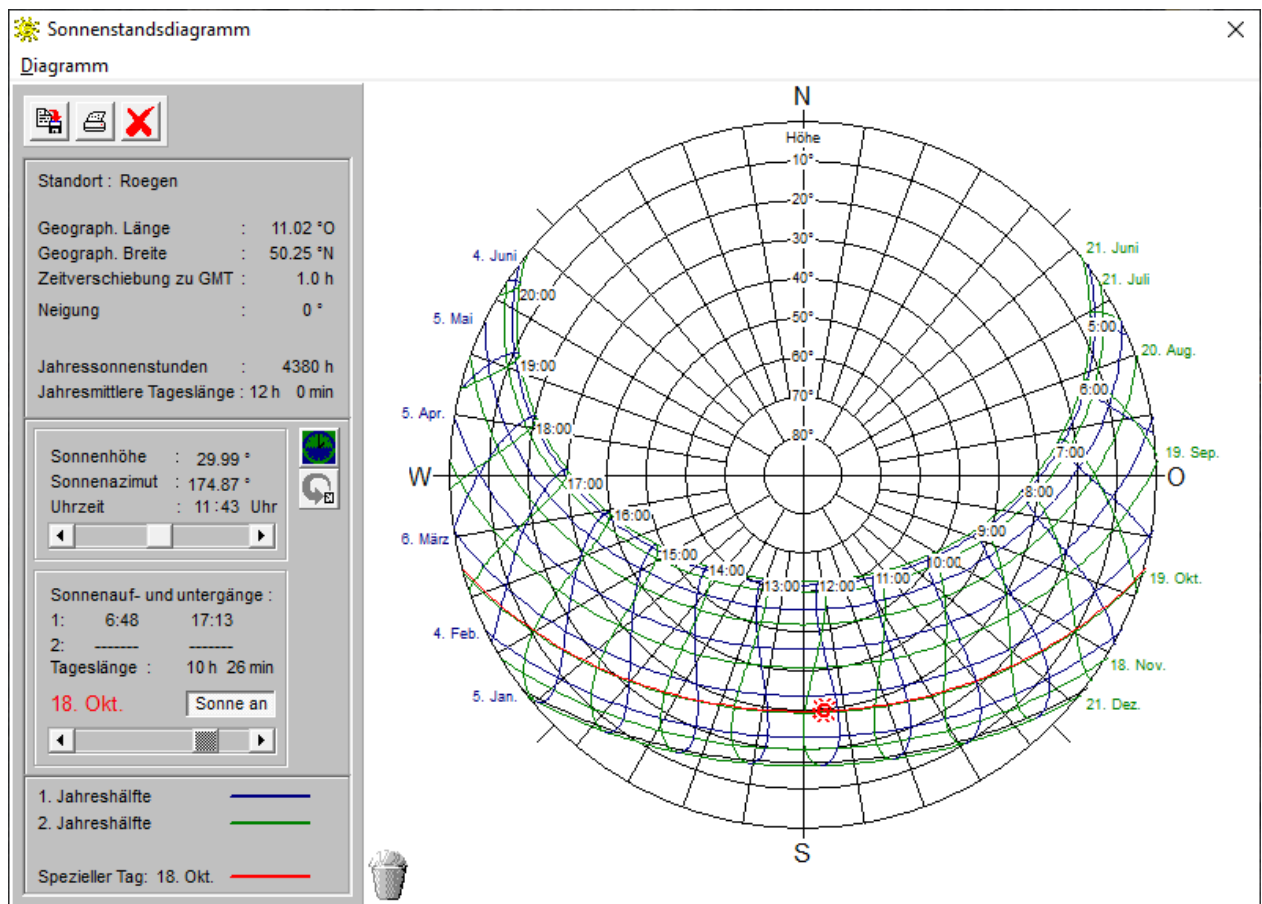 Sonnenstandsdiagramm
Diagramm
Standort : Roegen
Geograph. Länge : 11.02 °O
Geograph. Breite : 50.25 °N
Zeitverschiebung zu GMT : 1.0 h
Neigung : 0 °
Jahressonnenstunden : 4380 h
Jahresmittlere Tageslänge : 12 h 0 min
Sonnenhöhe : 29.99 °
Sonnenazimut : 174.87 °
Uhrzeit : 11:43 Uhr
Sonnenauf- und untergänge :
1: 6:48 17:13
2: ------- -------
Tageslänge : 10 h 26 min
18. Okt. Sonne an
1. Jahreshälfte
2. Jahreshälfte
Spezieller Tag: 18. Okt.
N
Höhe
10°
20°
30°
40°
50°
60°
70°
80°
4. Juni
5. Mai
5. Apr.
W
6. März
4. Feb.
5. Jan.
21. Juni
21. Juli
20. Aug.
19. Sep.
O
19. Okt.
18. Nov.
21. Dez.
20:00
19:00
18:00
17:00
16:00
15:00
14:00
13:00
12:00
11:00
10:00
9:00
8:00
7:00
6:00
5:00
S